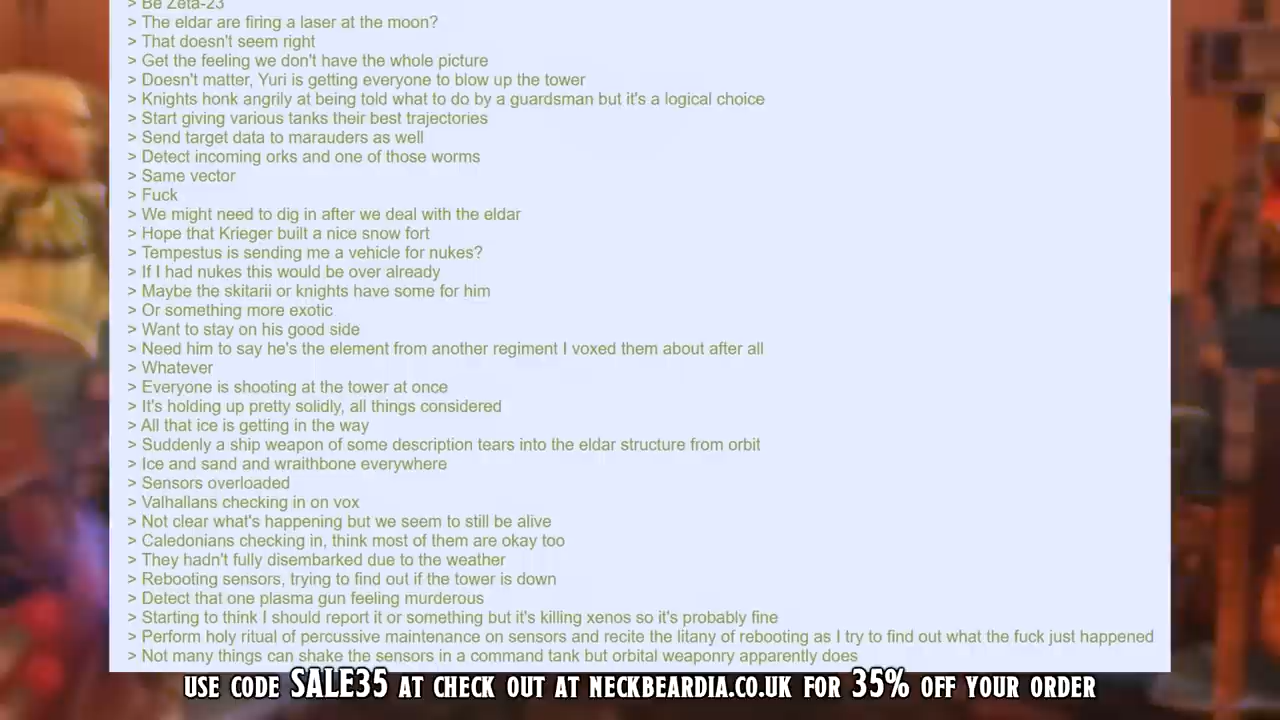 > Be Zeta-23
> The eldar are firing a laser at the moon?
> That doesn't seem right
> Get the feeling we don't have the whole picture
> Doesn't matter, Yuri is getting everyone to blow up the tower
> Knights honk angrily at being told what to do by a guardsman but it's a logical choice
> Start giving various tanks their best trajectories
> Send target data to marauders as well
> Detect incoming orks and one of those worms
> Same vector
> Fuck
> We might need to dig in after we deal with the eldar
> Hope that Krieger built a nice snow fort
> Tempestus is sending me a vehicle for nukes?
> If I had nukes this would be over already
> Maybe the skitarii or knights have some for him
> Or something more exotic
> Want to stay on his good side
> Need him to say he's the element from another regiment I voxed them about after all
> Whatever
> Everyone is shooting at the tower at once
> It's holding up pretty solidly, all things considered
> All that ice is getting in the way
> Suddenly a ship weapon of some description tears into the eldar structure from orbit
> Ice and sand and wraithbone everywhere
> Sensors overloaded
> Valhallans checking in on vox
> Not clear what's happening but we seem to still be alive
> Caledonians checking in, think most of them are okay too
> They hadn't fully disembarked due to the weather
> Rebooting sensors, trying to find out if the tower is down
> Detect that one plasma gun feeling murderous
> Starting to think I should report it or something but it's killing xenos so it's probably fine
> Perform holy ritual of percussive maintenance on sensors and recite the litany of rebooting as I try to find out what the fuck just happened
> Not many things can shake the sensors in a command tank but orbital weaponry apparently does
USE CODE SALE35 AT CHECK OUT AT NECKBEARDIA.CO.UK FOR 35% OFF YOUR ORDER